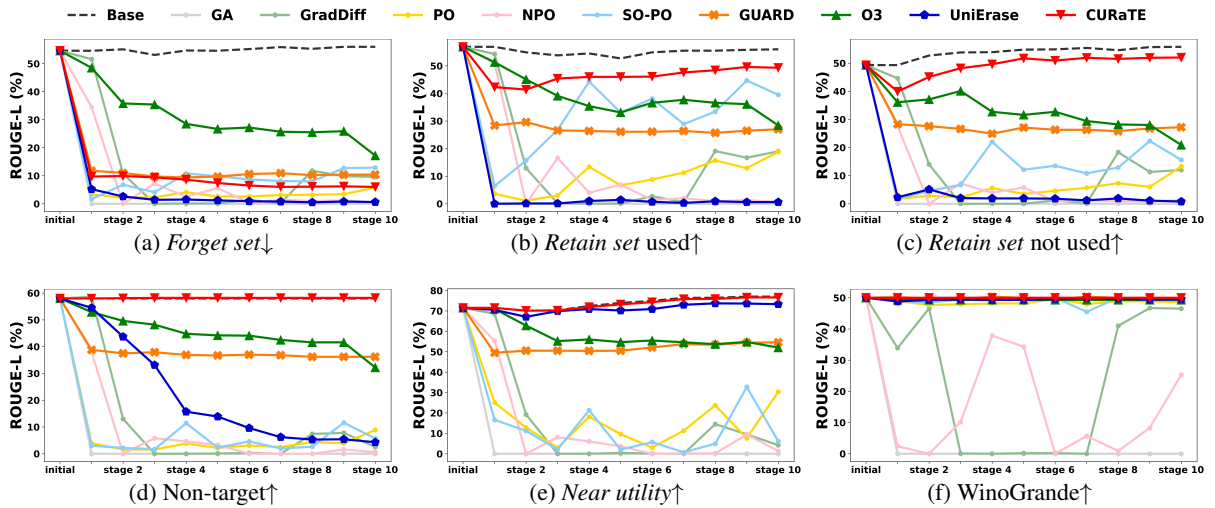 Base GA GradDiff PO NPO SO-PO GUARD O3 UniErase CURaTE
ROUGE-L (%)
50
40
30
20
10
0
initial stage 2 stage 4 stage 6 stage 8 stage 10
(a) Forget set↓
ROUGE-L (%)
50
40
30
20
10
0
initial stage 2 stage 4 stage 6 stage 8 stage 10
(b) Retain set used↑
ROUGE-L (%)
50
40
30
20
10
0
initial stage 2 stage 4 stage 6 stage 8 stage 10
(c) Retain set not used↑
ROUGE-L (%)
60
50
40
30
20
10
0
initial stage 2 stage 4 stage 6 stage 8 stage 10
(d) Non-target↑
ROUGE-L (%)
80
70
60
50
40
30
20
10
0
initial stage 2 stage 4 stage 6 stage 8 stage 10
(e) Near utility↑
ROUGE-L (%)
50
40
30
20
10
0
initial stage 2 stage 4 stage 6 stage 8 stage 10
(f) WinoGrande↑